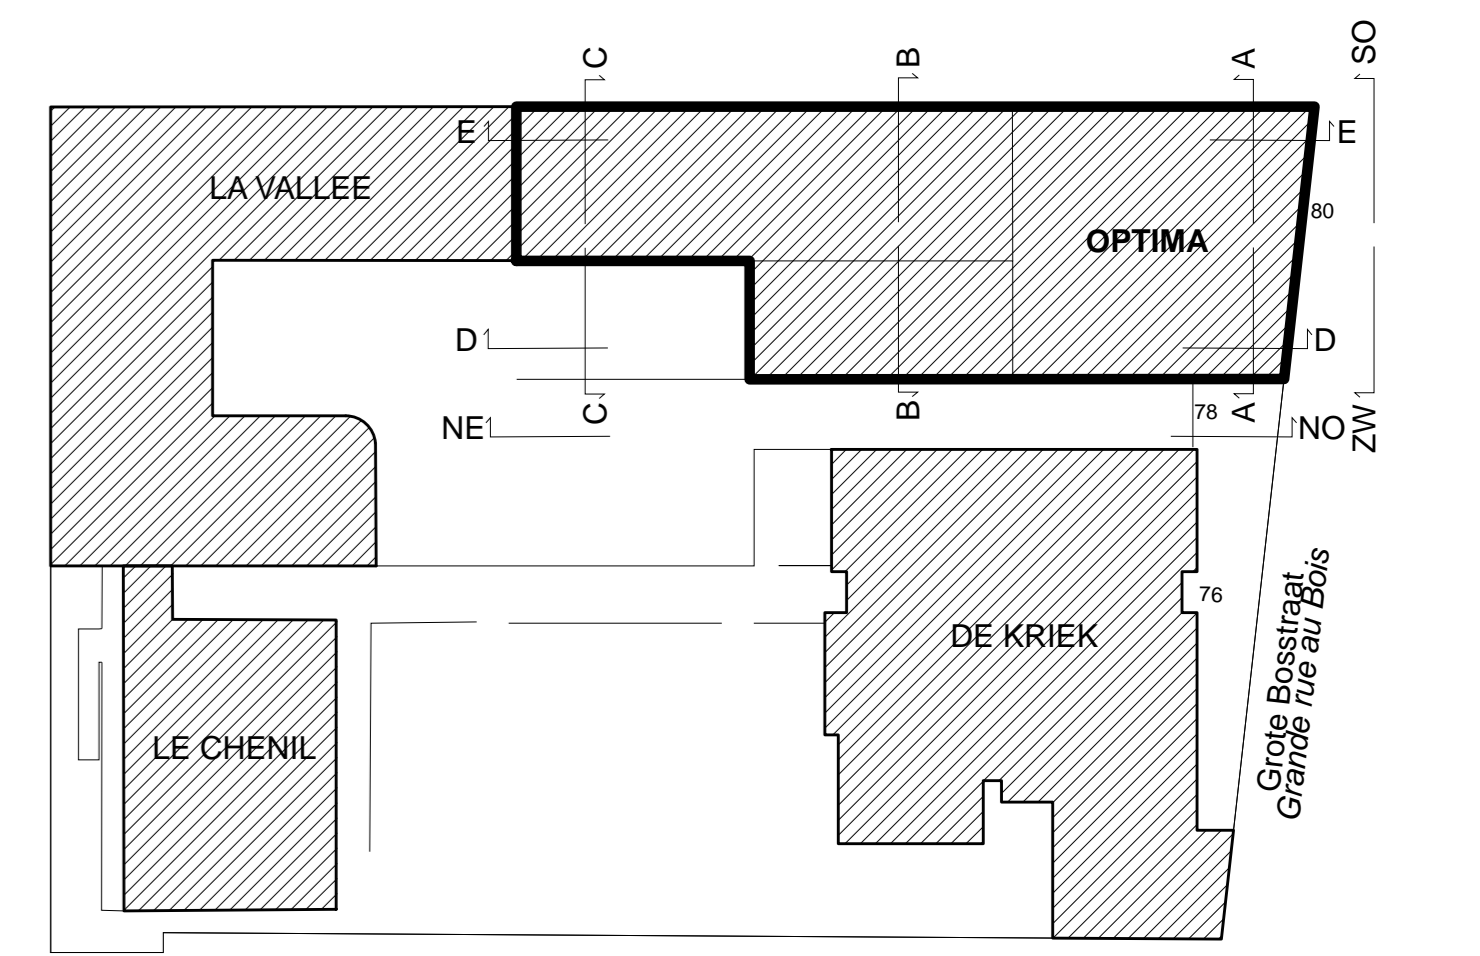 C
B
A
SO
E
E
LA VALLEE
80
OPTIMA
D
D
C
B
78
A
ZW
NE
NO
76
DE KRIEK
Grote Bosstraat
Grande rue au Bois
LE CHENIL